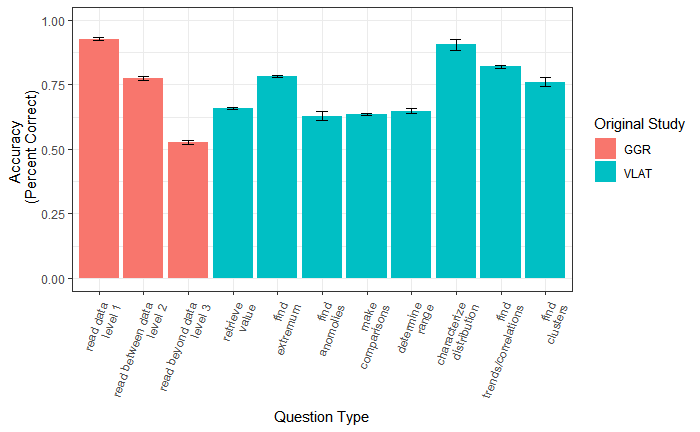 1.00
0.75
0.50
0.25
0.00
Accuracy
(Percent Correct)
read data
level 1
read between data
level 2
read beyond data
level 3
retrieve
value
find
extremum
find
anomolies
make
comparisons
determine
range
characterize
distribution
find
trends/correlations
find
clusters
Question Type
Original Study
GGR
VLAT